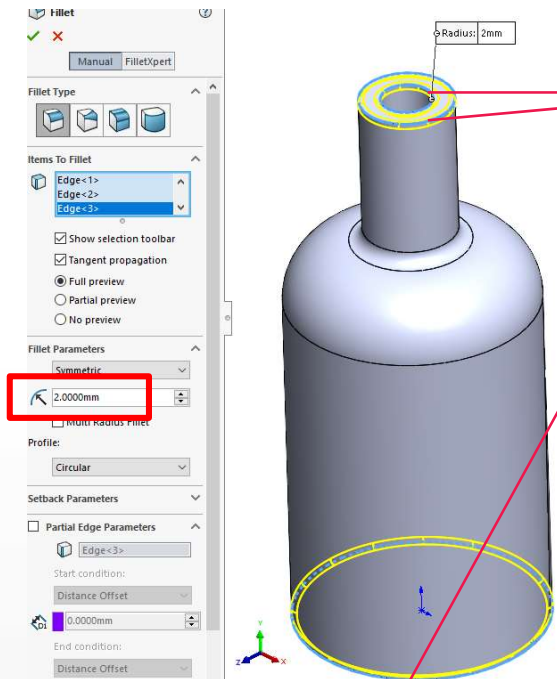 Fillet
Manual FilletXpert
Fillet Type
Items To Fillet
Edge<1>
Edge<2>
Edge<3>
Show selection toolbar
Tangent propagation
Full preview
Partial preview
No preview
Fillet Parameters
Symmetric
2.0000mm
Multi Radius Fillet
Profile:
Circular
Setback Parameters
Partial Edge Parameters
Edge<3>
Start condition:
Distance Offset
D1 0.0000mm
End condition:
Distance Offset
Radius: 2mm
Y
Z X